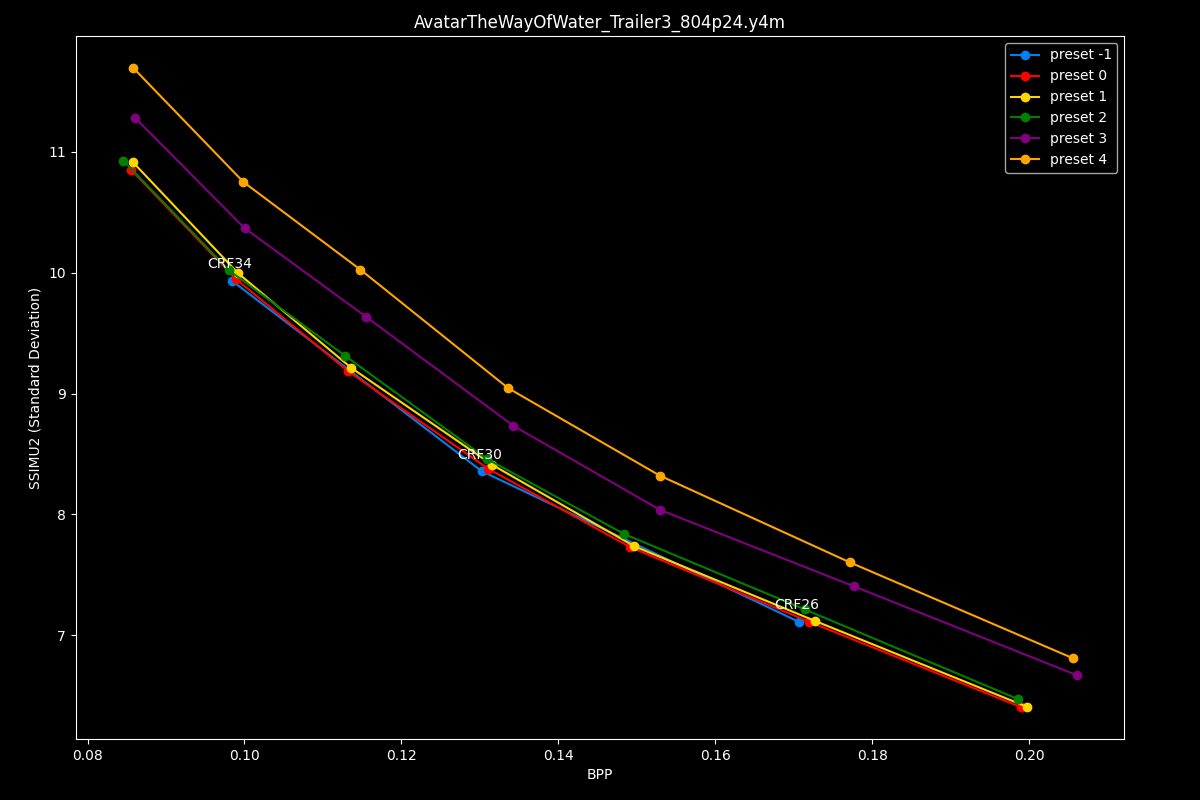 AvatarTheWayOfWater_Trailer3_804p24.y4m
preset -1
preset 0
preset 1
preset 2
preset 3
preset 4
11
10
9
8
7
SSIMU2 (Standard Deviation)
CRF34
CRF30
CRF26
0.08 0.10 0.12 0.14 0.16 0.18 0.20
BPP